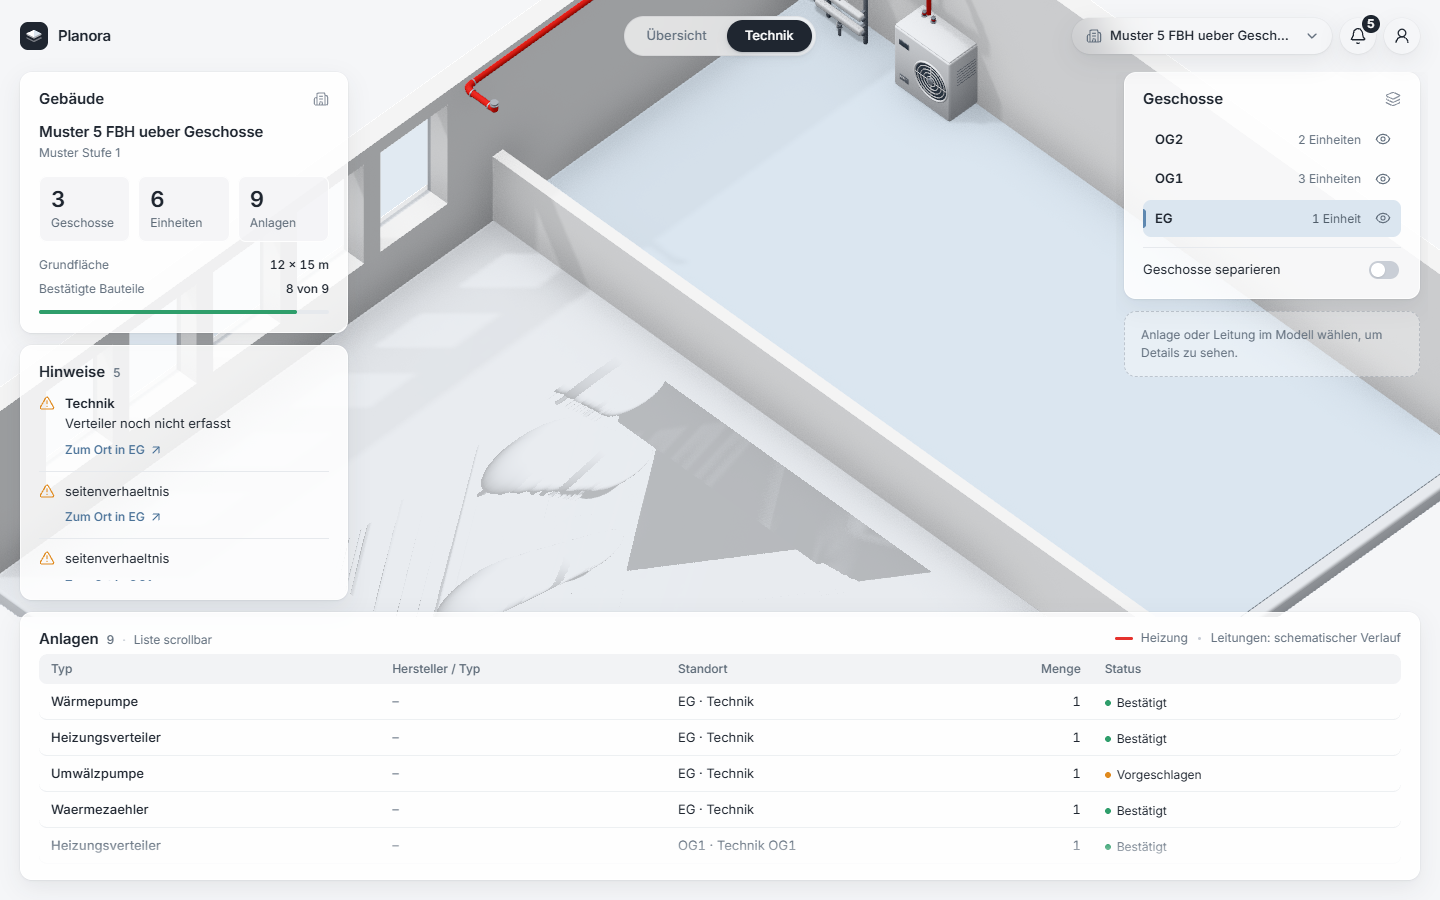 Planora
Übersicht
Technik
Muster 5 FBH ueber Gesch...
5
Gebäude
Muster 5 FBH ueber Geschosse
Muster Stufe 1
3
Geschosse
6
Einheiten
9
Anlagen
Grundfläche
12 × 15 m
Bestätigte Bauteile
8 von 9
Hinweise 5
Technik
Verteiler noch nicht erfasst
Zum Ort in EG
seitenverhaeltnis
Zum Ort in EG
seitenverhaeltnis
Geschosse
OG2 2 Einheiten
OG1 3 Einheiten
EG 1 Einheit
Geschosse separieren
Anlage oder Leitung im Modell wählen, um
Details zu sehen.
Anlagen 9 · Liste scrollbar
Heizung · Leitungen: schematischer Verlauf
Typ Hersteller / Typ Standort Menge Status
Wärmepumpe – EG · Technik 1 Bestätigt
Heizungsverteiler – EG · Technik 1 Bestätigt
Umwälzpumpe – EG · Technik 1 Vorgeschlagen
Waermezaehler – EG · Technik 1 Bestätigt
Heizungsverteiler – OG1 · Technik OG1 1 Bestätigt